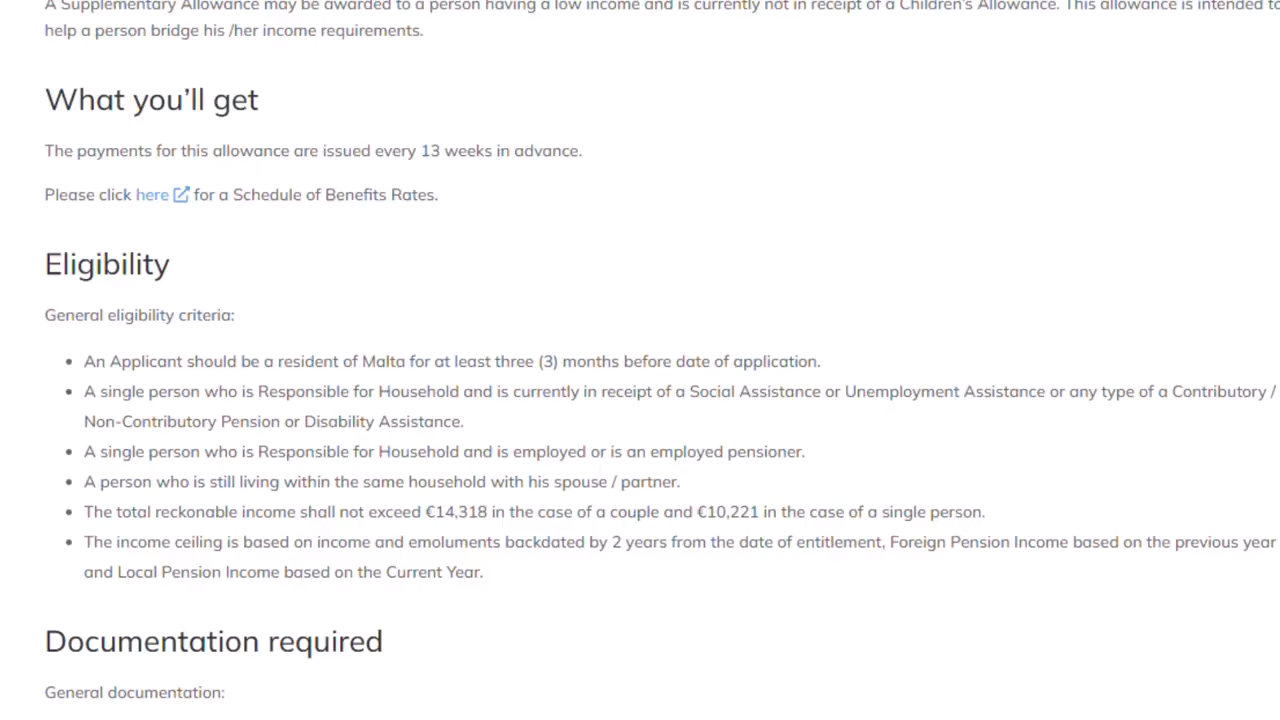 A Supplementary Allowance may be awarded to a person having a low income and is currently not in receipt of a Children's Allowance. This allowance is intended to
help a person bridge his /her income requirements.
What you'll get
The payments for this allowance are issued every 13 weeks in advance.
Please click here for a Schedule of Benefits Rates.
Eligibility
General eligibility criteria:
• An Applicant should be a resident of Malta for at least three (3) months before date of application.
• A single person who is Responsible for Household and is currently in receipt of a Social Assistance or Unemployment Assistance or any type of a Contributory /
Non-Contributory Pension or Disability Assistance.
• A single person who is Responsible for Household and is employed or is an employed pensioner.
• A person who is still living within the same household with his spouse / partner.
• The total reckonable income shall not exceed €14,318 in the case of a couple and €10,221 in the case of a single person.
• The income ceiling is based on income and emoluments backdated by 2 years from the date of entitlement, Foreign Pension Income based on the previous year
and Local Pension Income based on the Current Year.
Documentation required
General documentation: